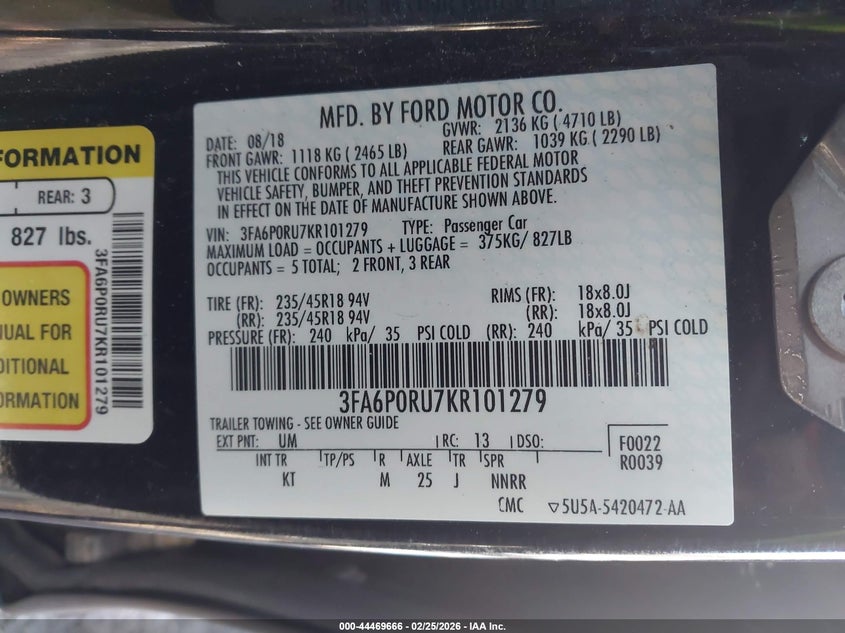 FORMATION
REAR: 3
827 lbs.
OWNERS
NUAL FOR
DITIONAL
FORMATION
3FA6P0RU7KR101279
MFD. BY FORD MOTOR CO.
DATE: 08/18
GVWR: 2136 KG ( 4710 LB)
FRONT GAWR: 1118 KG ( 2465 LB)
REAR GAWR: 1039 KG ( 2290 LB)
THIS VEHICLE CONFORMS TO ALL APPLICABLE FEDERAL MOTOR
VEHICLE SAFETY, BUMPER, AND THEFT PREVENTION STANDARDS
IN EFFECT ON THE DATE OF MANUFACTURE SHOWN ABOVE.
VIN: 3FA6P0RU7KR101279 TYPE: Passenger Car
MAXIMUM LOAD = OCCUPANTS + LUGGAGE = 375KG/ 827LB
OCCUPANTS = 5 TOTAL; 2 FRONT, 3 REAR
TIRE (FR): 235/45R18 94V RIMS (FR): 18x8.0J
(RR): 235/45R18 94V (RR): 18x8.0J
PRESSURE (FR): 240 kPa/ 35 PSI COLD (RR): 240 kPa/ 35 PSI COLD
3FA6P0RU7KR101279
TRAILER TOWING - SEE OWNER GUIDE
EXT PNT: UM RC: 13 DSO: F0022
INT TR TP/PS R AXLE TR SPR R0039
KT M 25 J NNRR
CMC ▽5U5A-5420472-AA
000-44469666 - 02/25/2026 - IAA Inc.